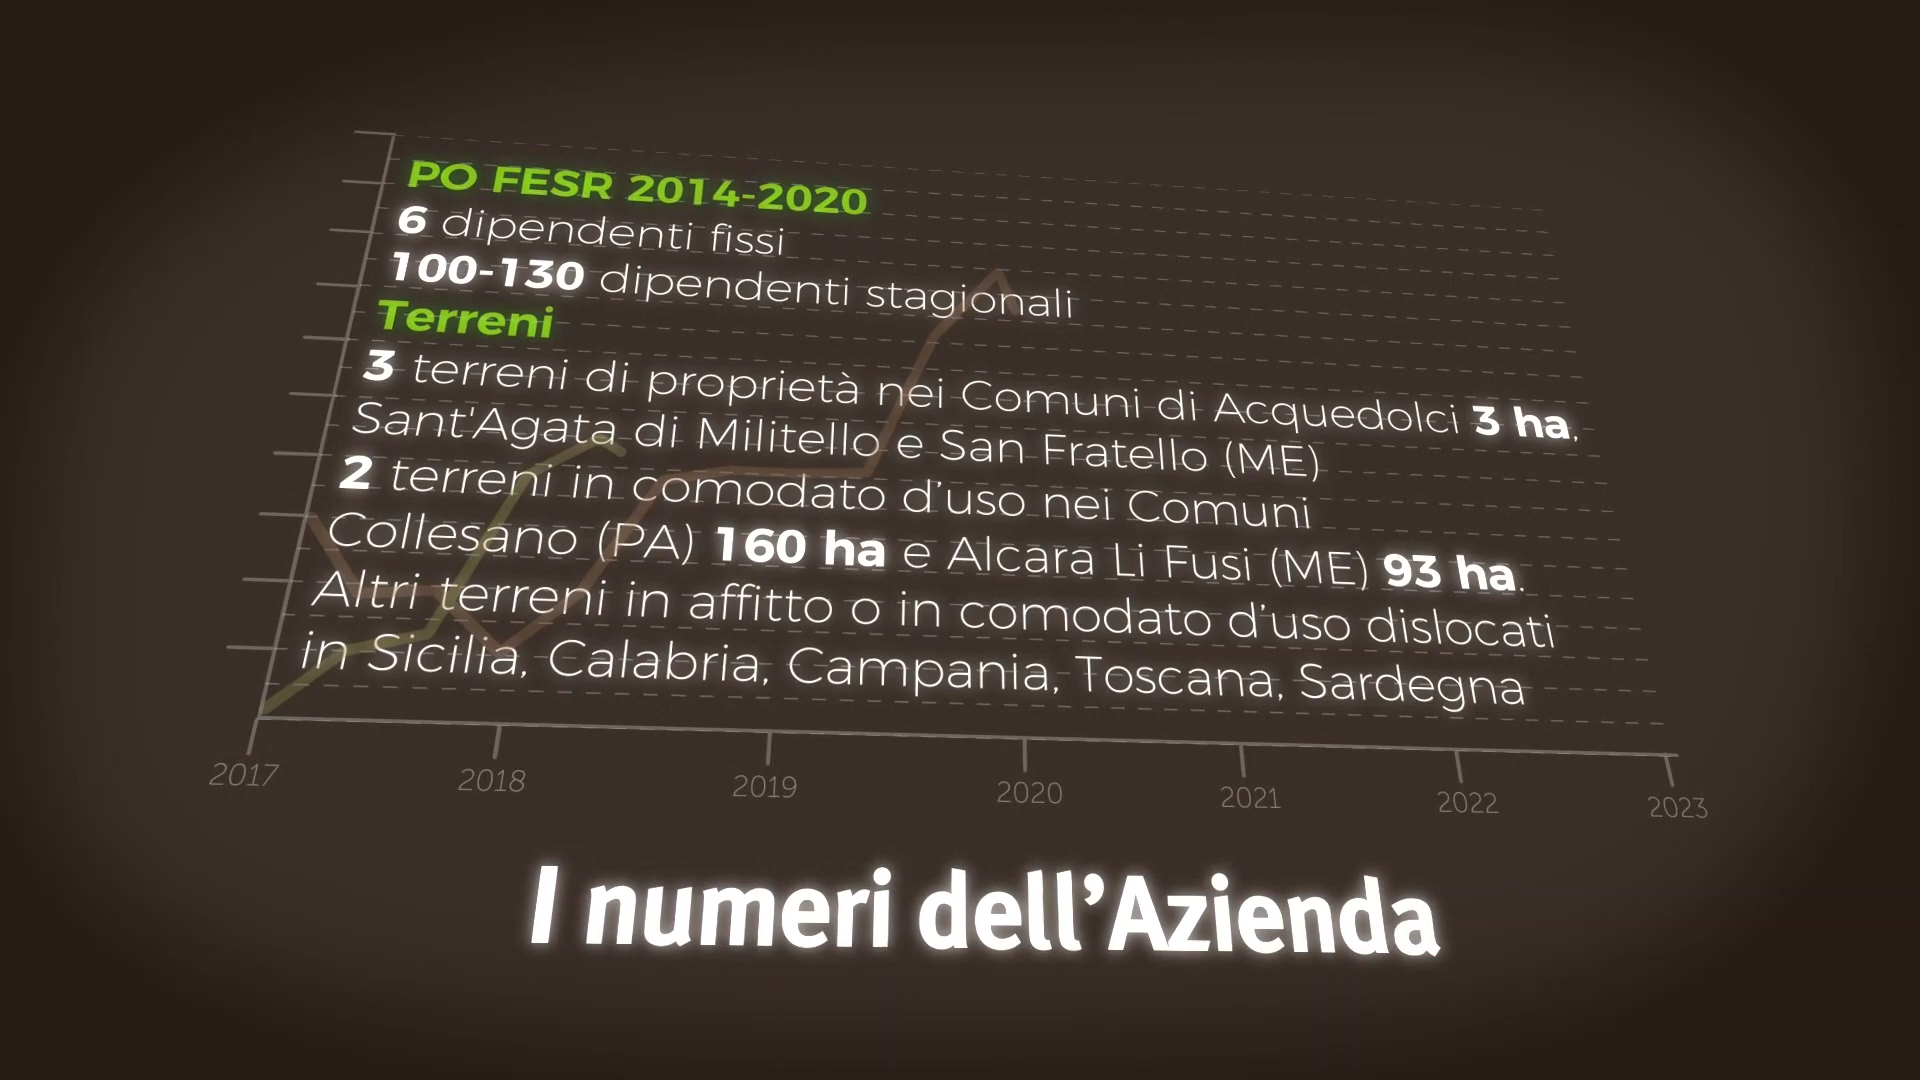 PO FESR 2014-2020
6 dipendenti fissi
100-130 dipendenti stagionali
Terreni
3 terreni di proprietà nei Comuni di Acquedolci 3 ha,
Sant'Agata di Militello e San Fratello (ME)
2 terreni in comodato d’uso nei Comuni
Collesano (PA) 160 ha e Alcara Li Fusi (ME) 93 ha.
Altri terreni in affitto o in comodato d’uso dislocati
in Sicilia, Calabria, Campania, Toscana, Sardegna
2017 2018 2019 2020 2021 2022 2023
I numeri dell’Azienda